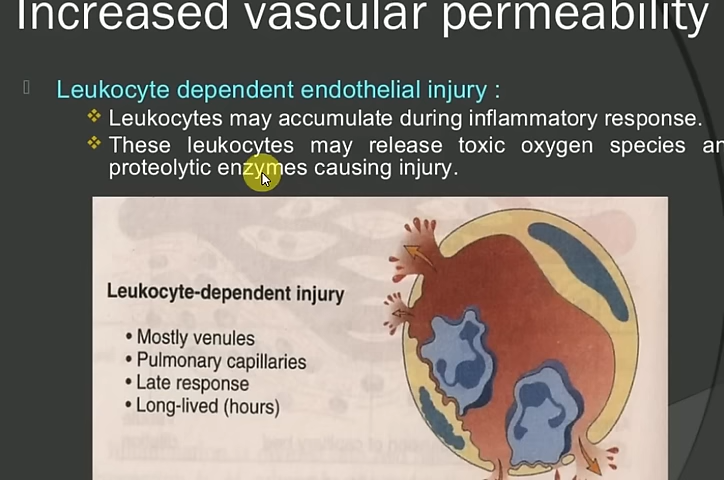 Increased vascular permeability
Leukocyte dependent endothelial injury :
Leukocytes may accumulate during inflammatory response.
These leukocytes may release toxic oxygen species an
proteolytic enzymes causing injury.
Leukocyte-dependent injury
• Mostly venules
• Pulmonary capillaries
• Late response
• Long-lived (hours)